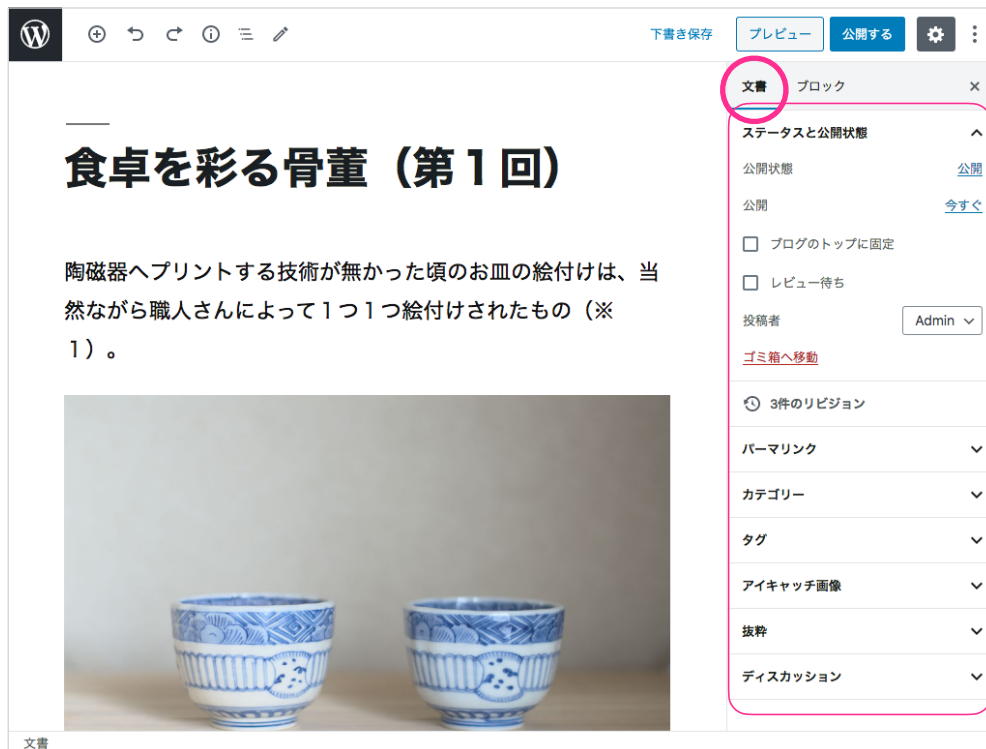 下書き保存
プレビュー
公開する
文書
ブロック
食卓を彩る骨董（第１回）
陶磁器へプリントする技術が無かった頃のお皿の絵付けは、当
然ながら職人さんによって１つ１つ絵付けされたもの（※
１）。
ステータスと公開状態
公開状態
公開
公開
今すぐ
ブログのトップに固定
レビュー待ち
投稿者
Admin
ゴミ箱へ移動
3件のリビジョン
パーマリンク
カテゴリー
タグ
アイキャッチ画像
抜粋
ディスカッション
文書